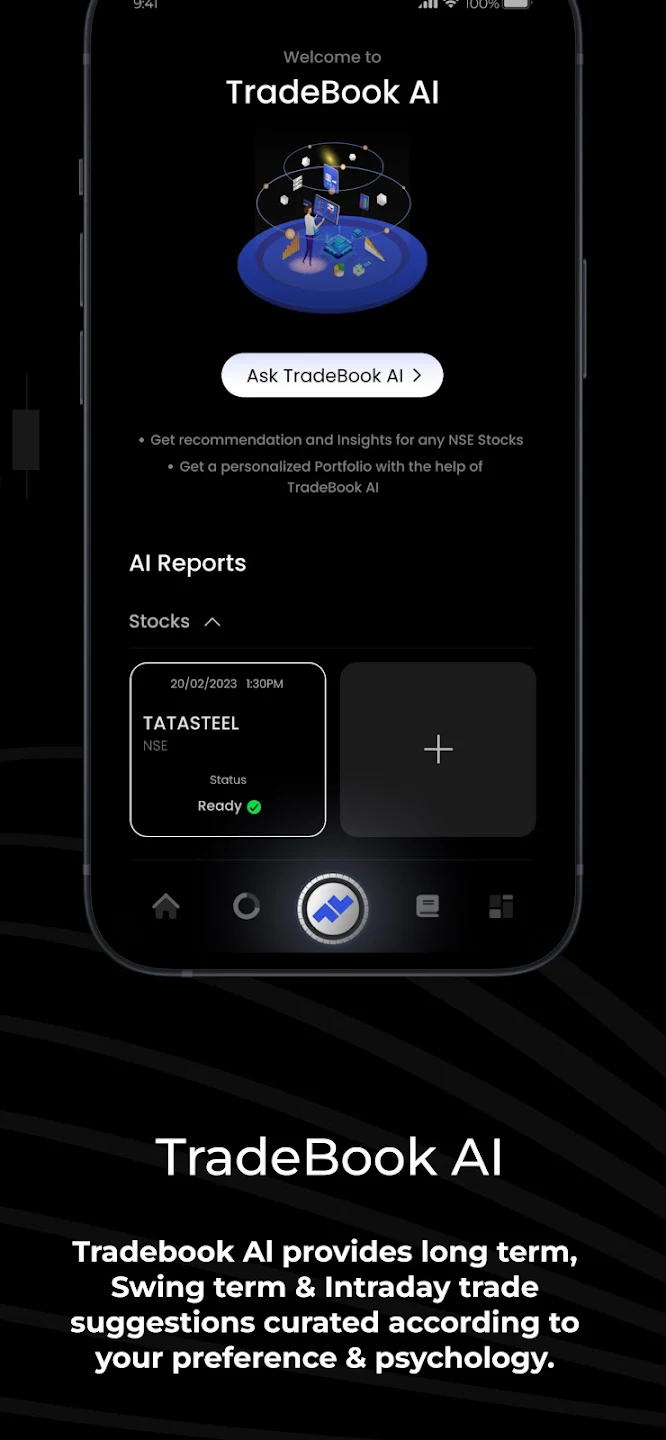 9:41 100%
Welcome to
TradeBook AI
Ask TradeBook AI >
• Get recommendation and Insights for any NSE Stocks
• Get a personalized Portfolio with the help of
TradeBook AI
AI Reports
Stocks
20/02/2023 1:30PM
TATASTEEL
NSE
Status
Ready
TradeBook AI
Tradebook AI provides long term,
Swing term & Intraday trade
suggestions curated according to
your preference & psychology.